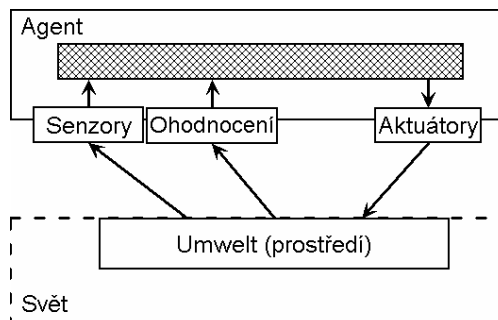 Agent
Senzory
Ohodnocení
Aktuátory
Umwelt (prostředí)
Svět